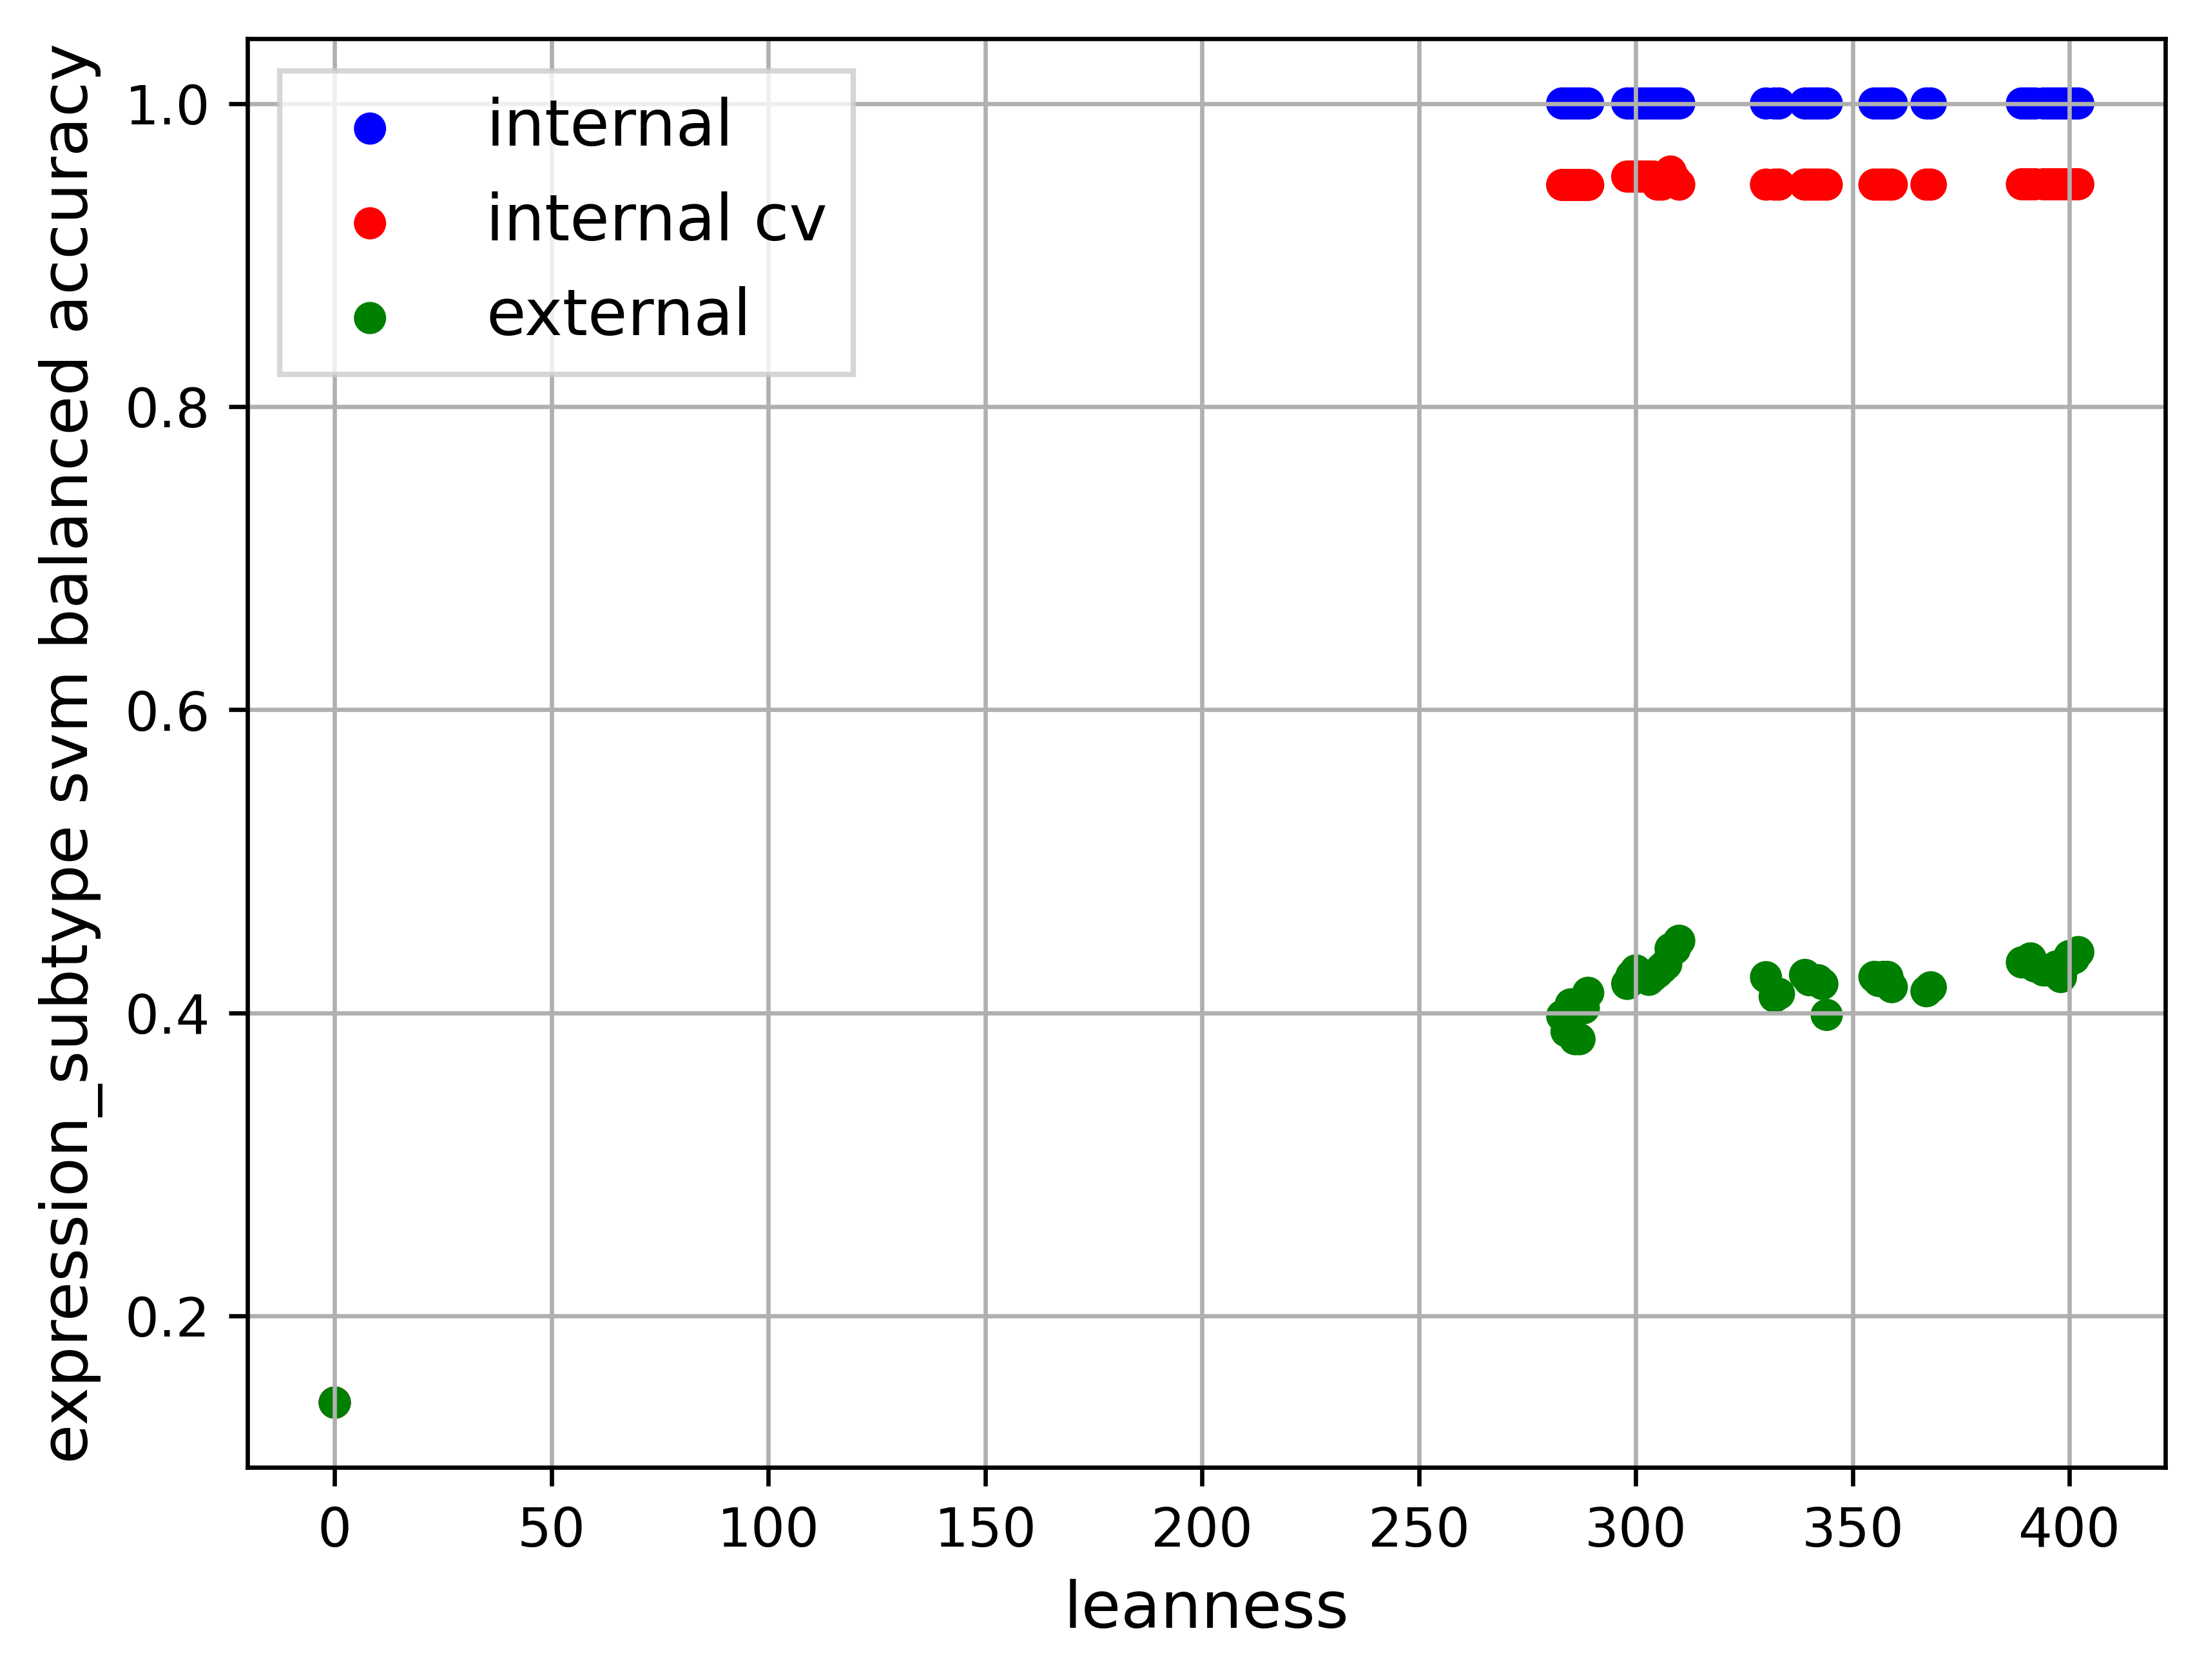 internal
internal cv
external
1.0
0.8
0.6
0.4
0.2
expression_subtype svm balanced accuracy
0 50 100 150 200 250 300 350 400
leanness